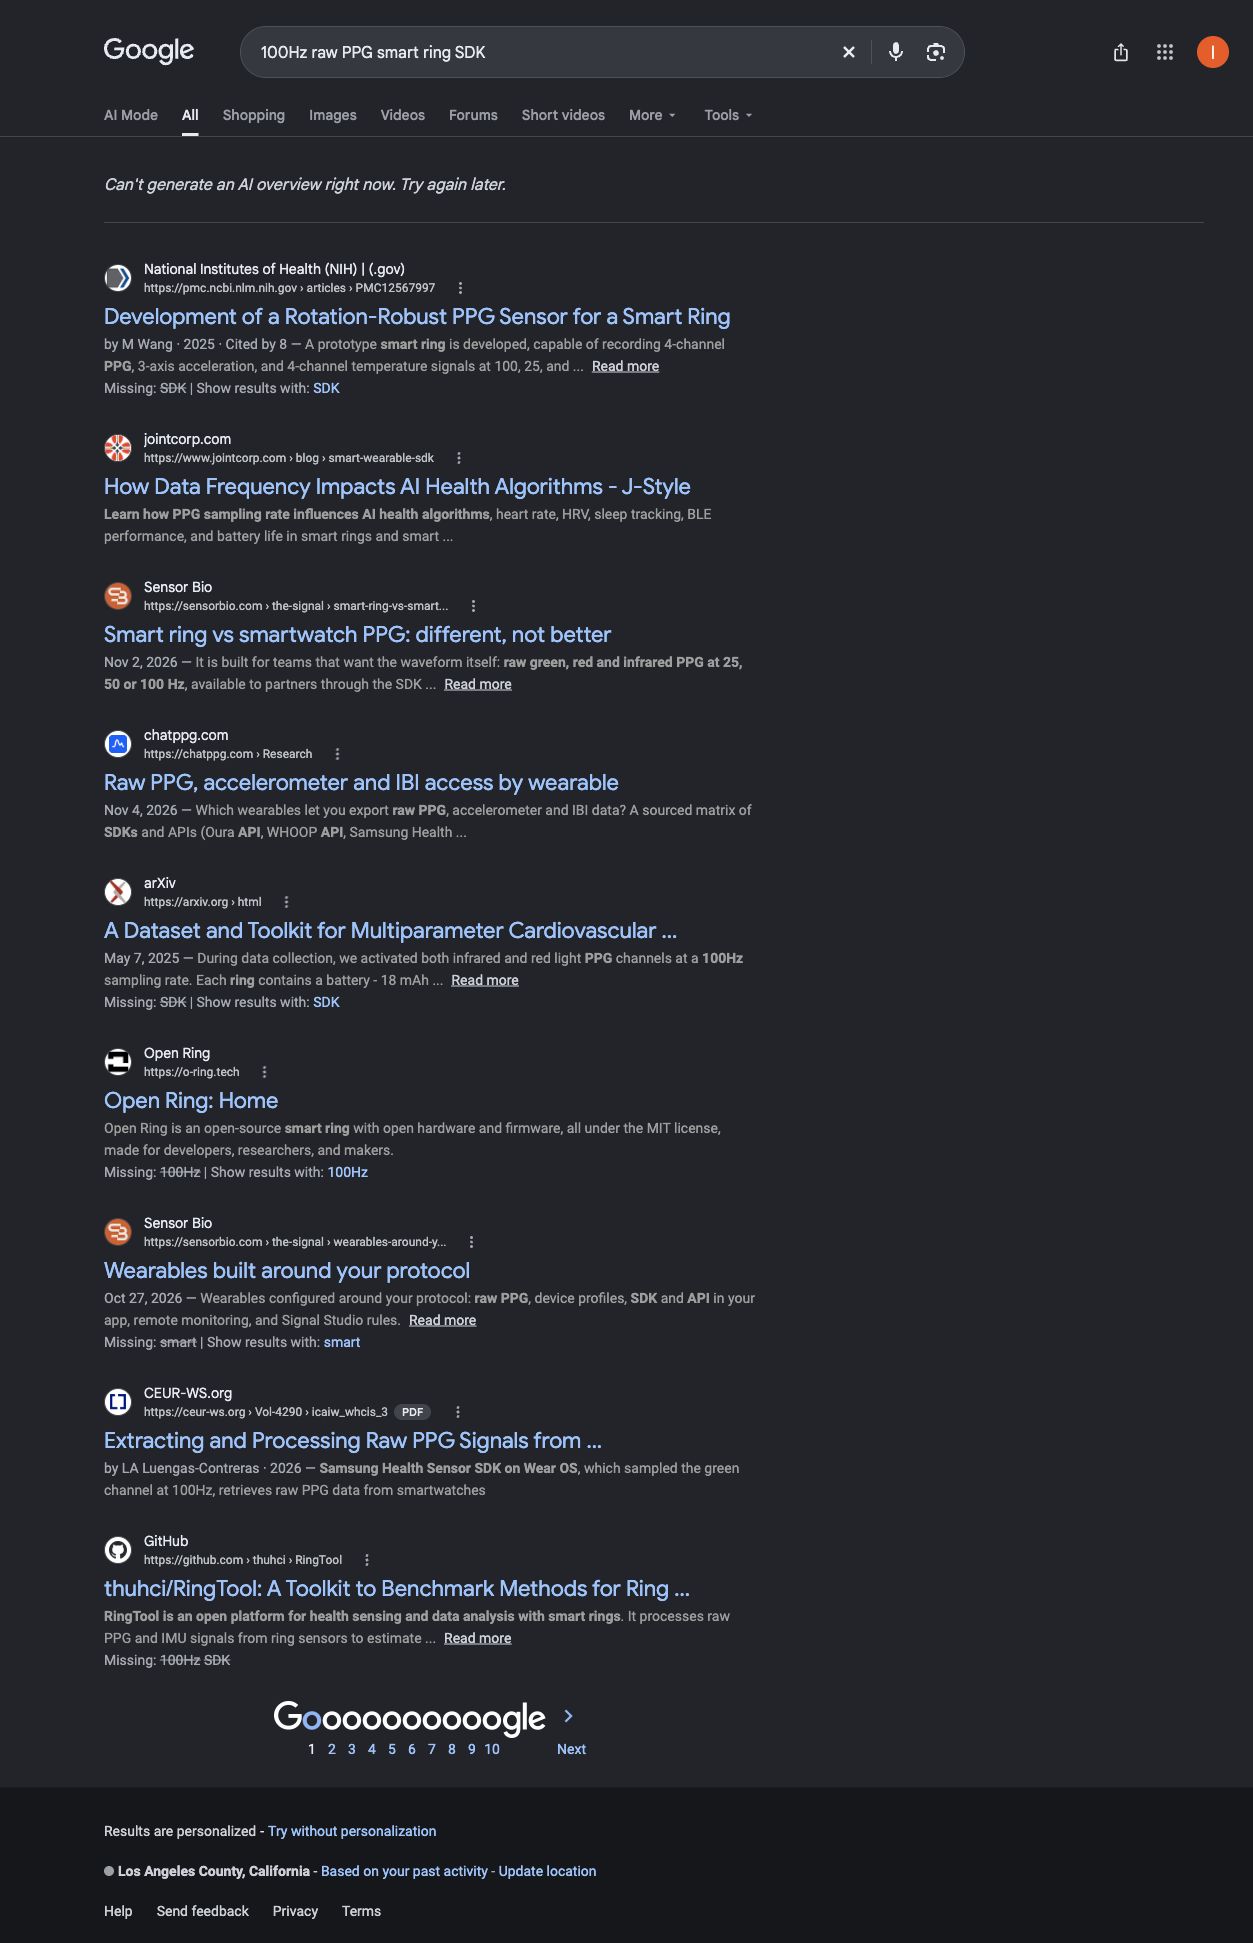 Google
100Hz raw PPG smart ring SDK
I
AI Mode All Shopping Images Videos Forums Short videos More Tools
Can't generate an AI overview right now. Try again later.
National Institutes of Health (NIH) | (.gov)
https://pmc.ncbi.nlm.nih.gov › articles › PMC12567997
Development of a Rotation-Robust PPG Sensor for a Smart Ring
by M Wang · 2025 · Cited by 8 — A prototype smart ring is developed, capable of recording 4-channel
PPG, 3-axis acceleration, and 4-channel temperature signals at 100, 25, and ... Read more
Missing: SDK | Show results with: SDK
jointcorp.com
https://www.jointcorp.com › blog › smart-wearable-sdk
How Data Frequency Impacts AI Health Algorithms - J-Style
Learn how PPG sampling rate influences AI health algorithms, heart rate, HRV, sleep tracking, BLE
performance, and battery life in smart rings and smart ...
Sensor Bio
https://sensorbio.com › the-signal › smart-ring-vs-smart...
Smart ring vs smartwatch PPG: different, not better
Nov 2, 2026 — It is built for teams that want the waveform itself: raw green, red and infrared PPG at 25,
50 or 100 Hz, available to partners through the SDK ... Read more
chatppg.com
https://chatppg.com › Research
Raw PPG, accelerometer and IBI access by wearable
Nov 4, 2026 — Which wearables let you export raw PPG, accelerometer and IBI data? A sourced matrix of
SDKs and APIs (Oura API, WHOOP API, Samsung Health ...
arXiv
https://arxiv.org › html
A Dataset and Toolkit for Multiparameter Cardiovascular ...
May 7, 2025 — During data collection, we activated both infrared and red light PPG channels at a 100Hz
sampling rate. Each ring contains a battery - 18 mAh ... Read more
Missing: SDK | Show results with: SDK
Open Ring
https://o-ring.tech
Open Ring: Home
Open Ring is an open-source smart ring with open hardware and firmware, all under the MIT license,
made for developers, researchers, and makers.
Missing: 100Hz | Show results with: 100Hz
Sensor Bio
https://sensorbio.com › the-signal › wearables-around-y...
Wearables built around your protocol
Oct 27, 2026 — Wearables configured around your protocol: raw PPG, device profiles, SDK and API in your
app, remote monitoring, and Signal Studio rules. Read more
Missing: smart | Show results with: smart
CEUR-WS.org
https://ceur-ws.org › Vol-4290 › icaiw_whcis_3 PDF
Extracting and Processing Raw PPG Signals from ...
by LA Luengas-Contreras · 2026 — Samsung Health Sensor SDK on Wear OS, which sampled the green
channel at 100Hz, retrieves raw PPG data from smartwatches
GitHub
https://github.com › thuhci › RingTool
thuhci/RingTool: A Toolkit to Benchmark Methods for Ring ...
RingTool is an open platform for health sensing and data analysis with smart rings. It processes raw
PPG and IMU signals from ring sensors to estimate ... Read more
Missing: 100Hz SDK
Goooooooooogle
1 2 3 4 5 6 7 8 9 10 Next
Results are personalized - Try without personalization
Los Angeles County, California - Based on your past activity - Update location
Help Send feedback Privacy Terms